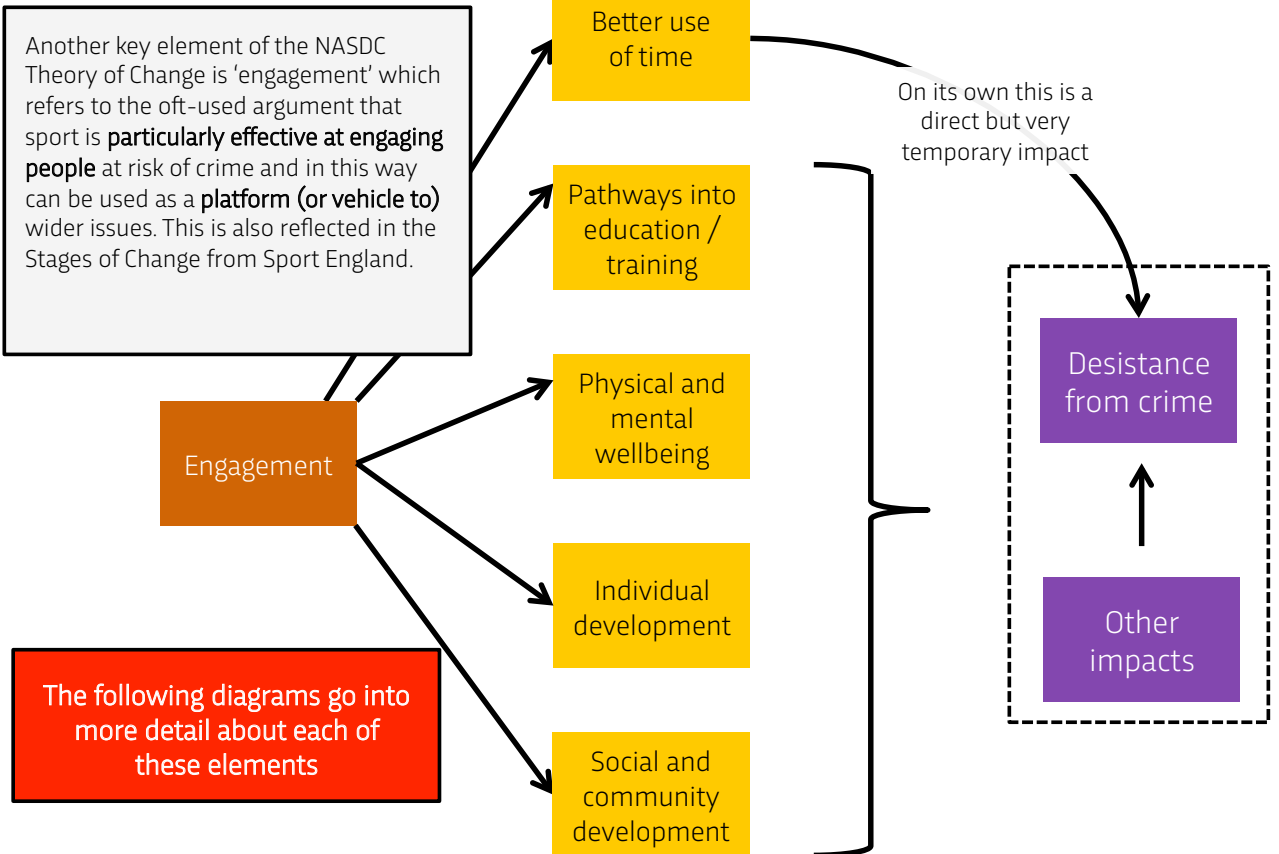 Another key element of the NASDC
Theory of Change is ‘engagement’ which
refers to the oft-used argument that
sport is particularly effective at engaging
people at risk of crime and in this way
can be used as a platform (or vehicle to)
wider issues. This is also reflected in the
Stages of Change from Sport England.
Better use
of time
On its own this is a
direct but very
temporary impact
Pathways into
education /
training
Physical and
mental
wellbeing
Engagement
Individual
development
Social and
community
development
Desistance
from crime
Other
impacts
The following diagrams go into
more detail about each of
these elements